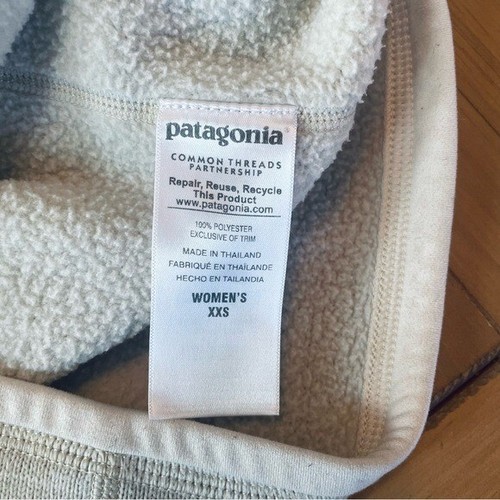 patagonia®
COMMON THREADS
PARTNERSHIP
Repair, Reuse, Recycle
This Product
www.patagonia.com
100% POLYESTER
EXCLUSIVE OF TRIM
MADE IN THAILAND
FABRIQUÉ EN THAÏLANDE
HECHO EN TAILANDIA
WOMEN'S
XXS